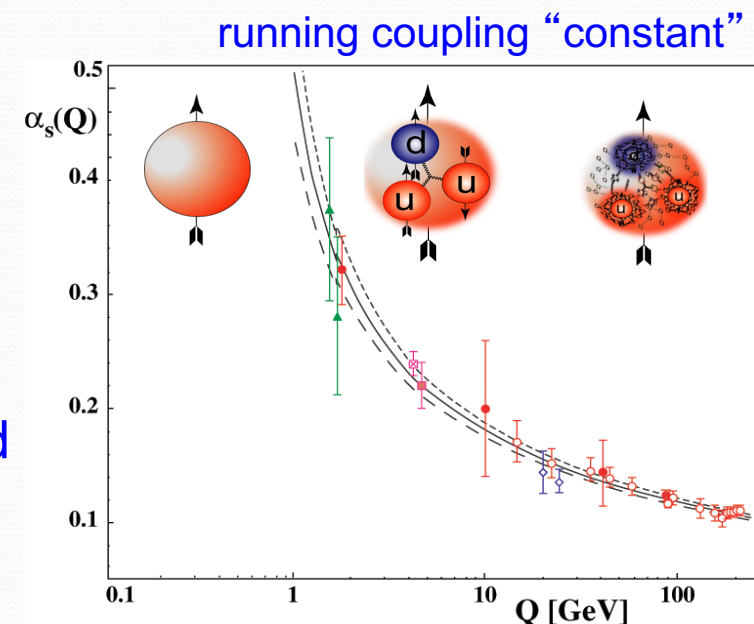 running coupling “constant”
0.5
αs(Q)
0.4
0.3
0.2
0.1
d
u
u
d
u
u
d
0.1 1 10 100
Q [GeV]